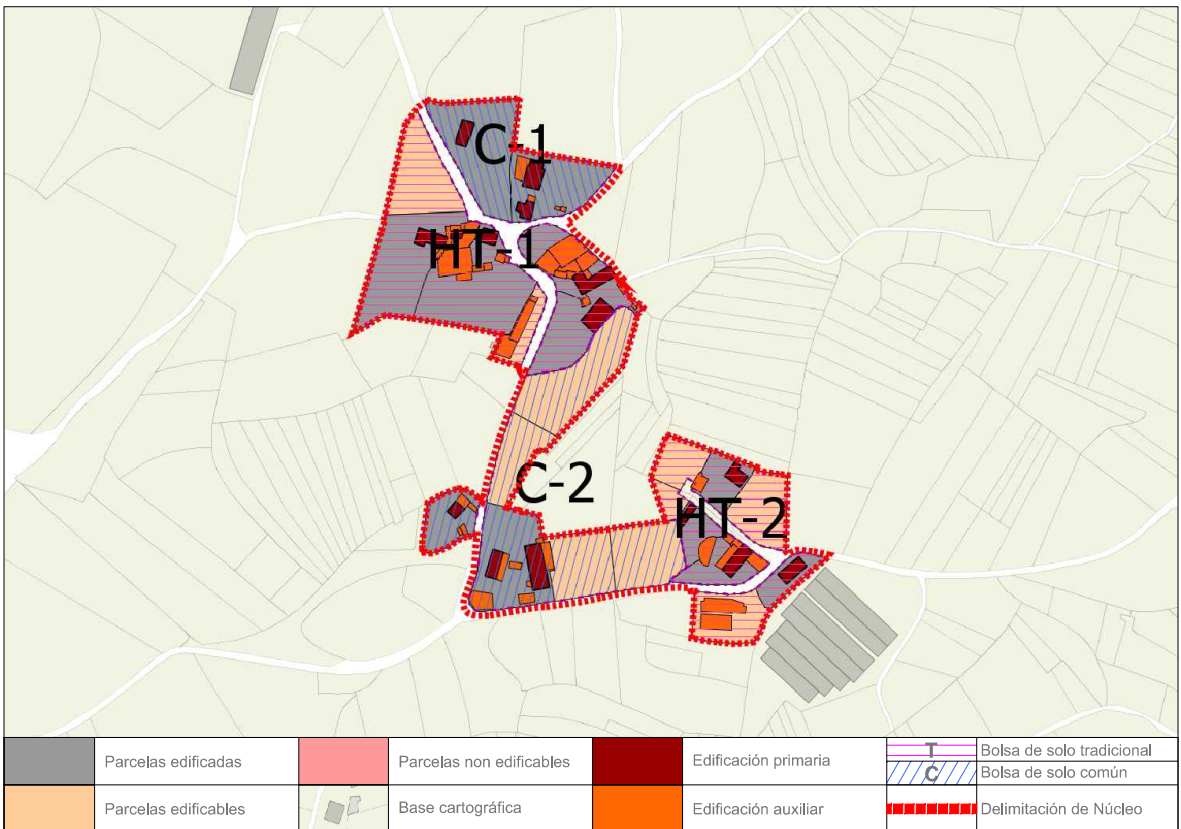 C-1
HT-1
C-2
HT-2
Parcelas edificadas
Parcelas non edificables
Edificación primaria
T
Bolsa de solo tradicional
C
Bolsa de solo común
Parcelas edificables
Base cartográfica
Edificación auxiliar
Delimitación de Núcleo